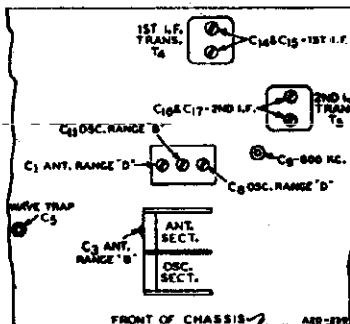 1ST I.F.
TRANS.
T4
C14 & C15 - 1ST I.F.
C16 & C17 - 2ND I.F.
2ND I.F.
TRANS.
T5
C11 OSC. RANGE "B"
C9 - 600 KC.
C1 ANT. RANGE "D"
C8 OSC. RANGE "D"
WAVE TRAP
C5
C3 ANT.
RANGE "B"
ANT.
SECT.
OSC.
SECT.
FRONT OF CHASSIS